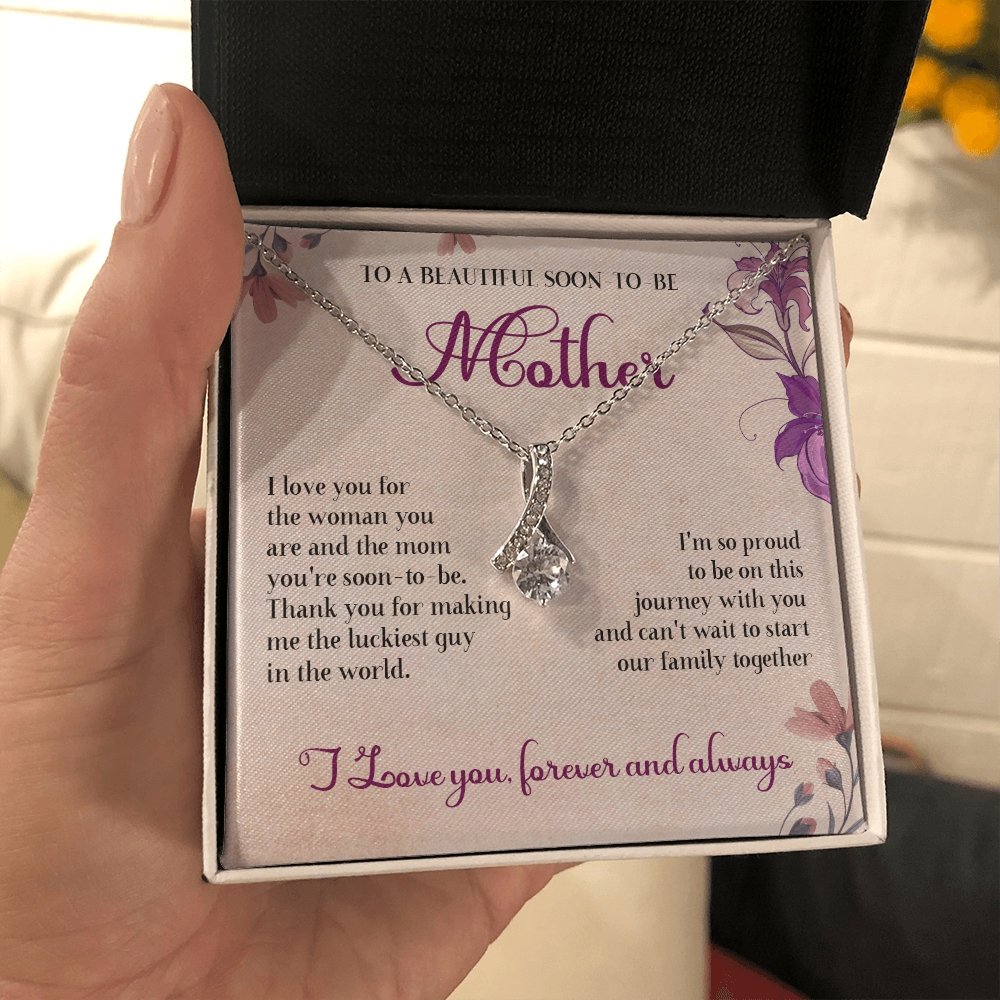 TO A BEAUTIFUL SOON-TO-BE
Mother
I love you for
the woman you
are and the mom
you're soon-to-be.
Thank you for making
me the luckiest guy
in the world.
I'm so proud
to be on this
journey with you
and can't wait to start
our family together
I Love you, forever and always